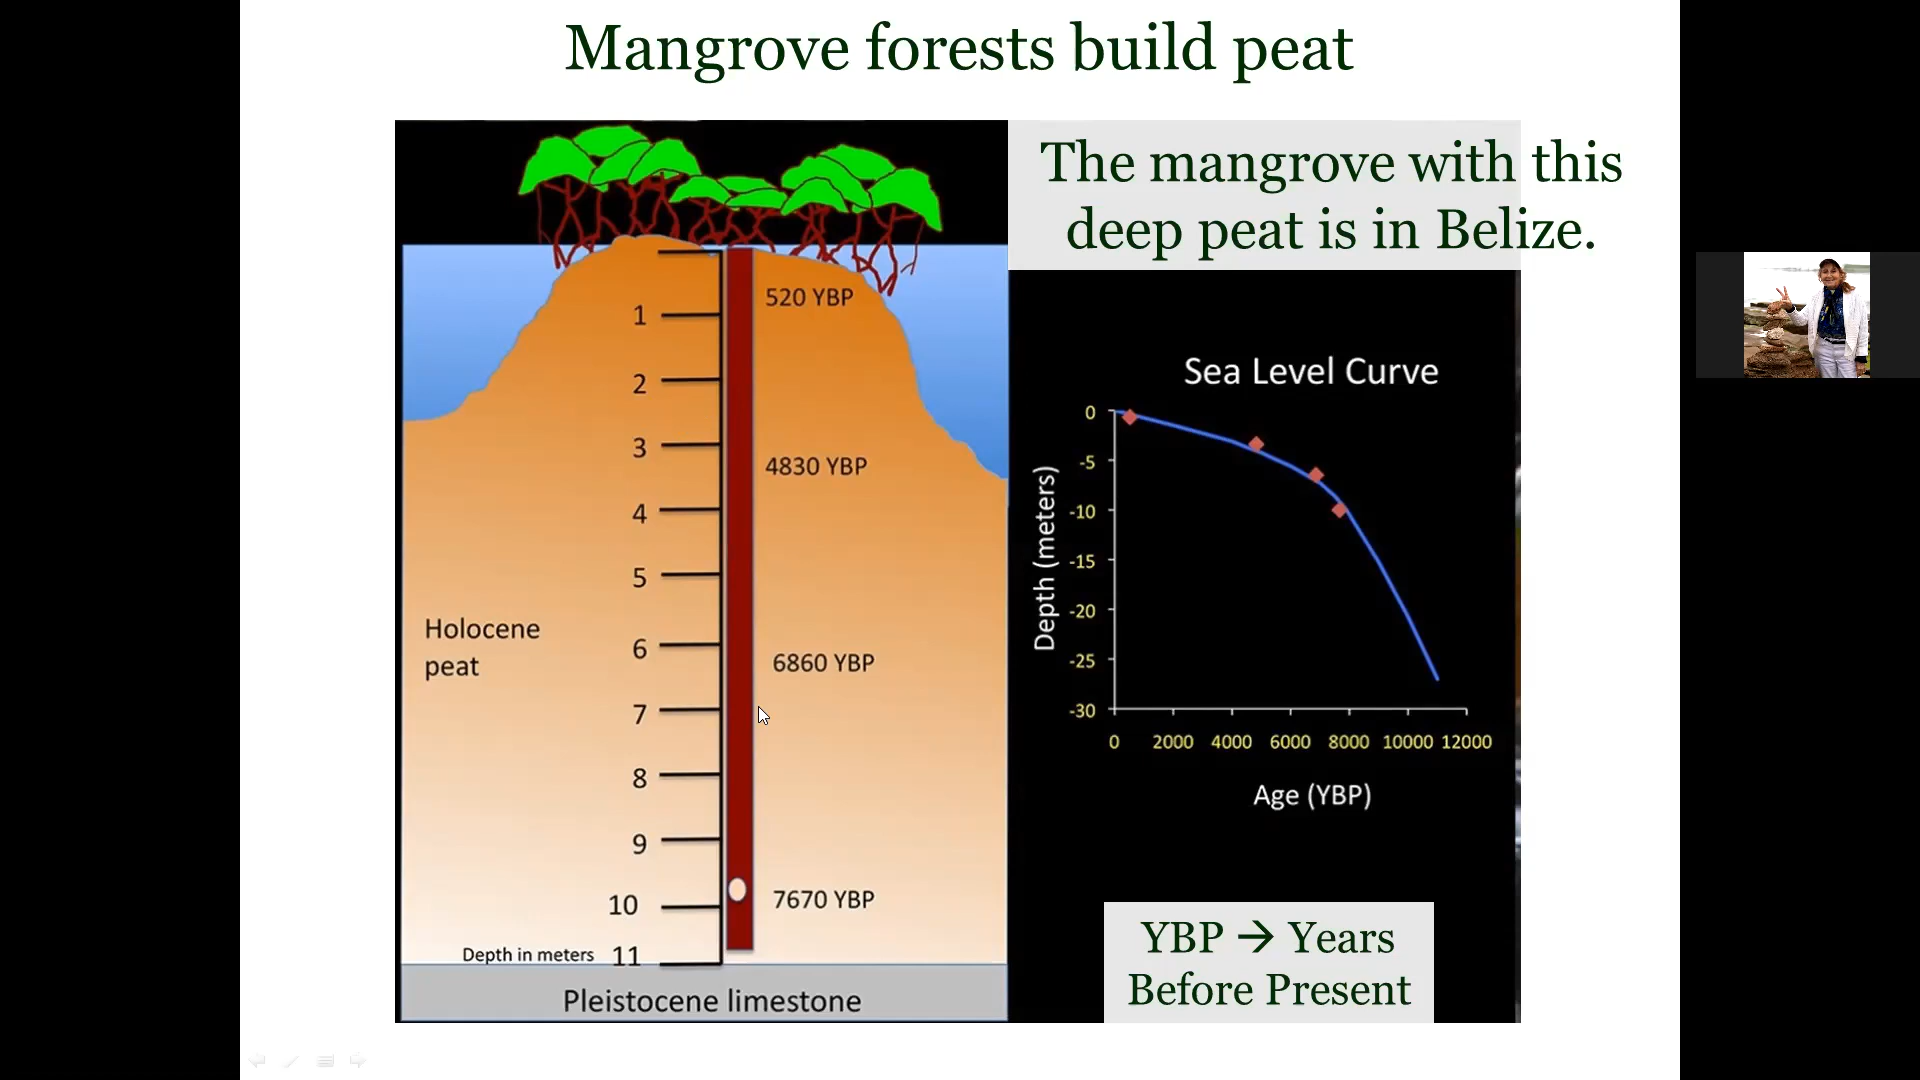 Mangrove forests build peat
The mangrove with this
deep peat is in Belize.
520 YBP
1
2
3
4830 YBP
4
5
Holocene
peat
6
6860 YBP
7
8
9
10
7670 YBP
Depth in meters 11
Pleistocene limestone
Sea Level Curve
Depth (meters)
0
-5
-10
-15
-20
-25
-30
0 2000 4000 6000 8000 10000 12000
Age (YBP)
YBP → Years
Before Present